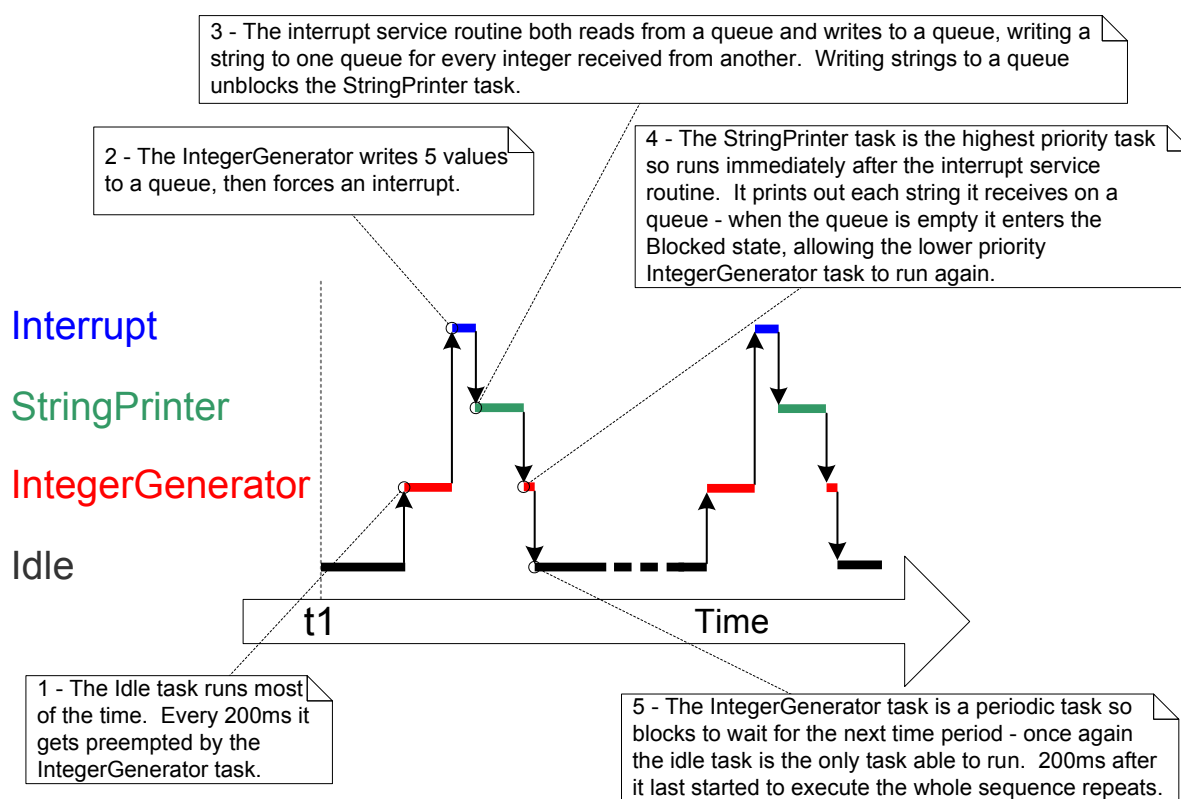 3 - The interrupt service routine both reads from a queue and writes to a queue, writing a
string to one queue for every integer received from another.  Writing strings to a queue
unblocks the StringPrinter task.
2 - The IntegerGenerator writes 5 values
to a queue, then forces an interrupt.
4 - The StringPrinter task is the highest priority task
so runs immediately after the interrupt service
routine.  It prints out each string it receives on a
queue - when the queue is empty it enters the
Blocked state, allowing the lower priority
IntegerGenerator task to run again.
Interrupt
StringPrinter
IntegerGenerator
Idle
t1
Time
1 - The Idle task runs most
of the time.  Every 200ms it
gets preempted by the
IntegerGenerator task.
5 - The IntegerGenerator task is a periodic task so
blocks to wait for the next time period - once again
the idle task is the only task able to run.  200ms after
it last started to execute the whole sequence repeats.